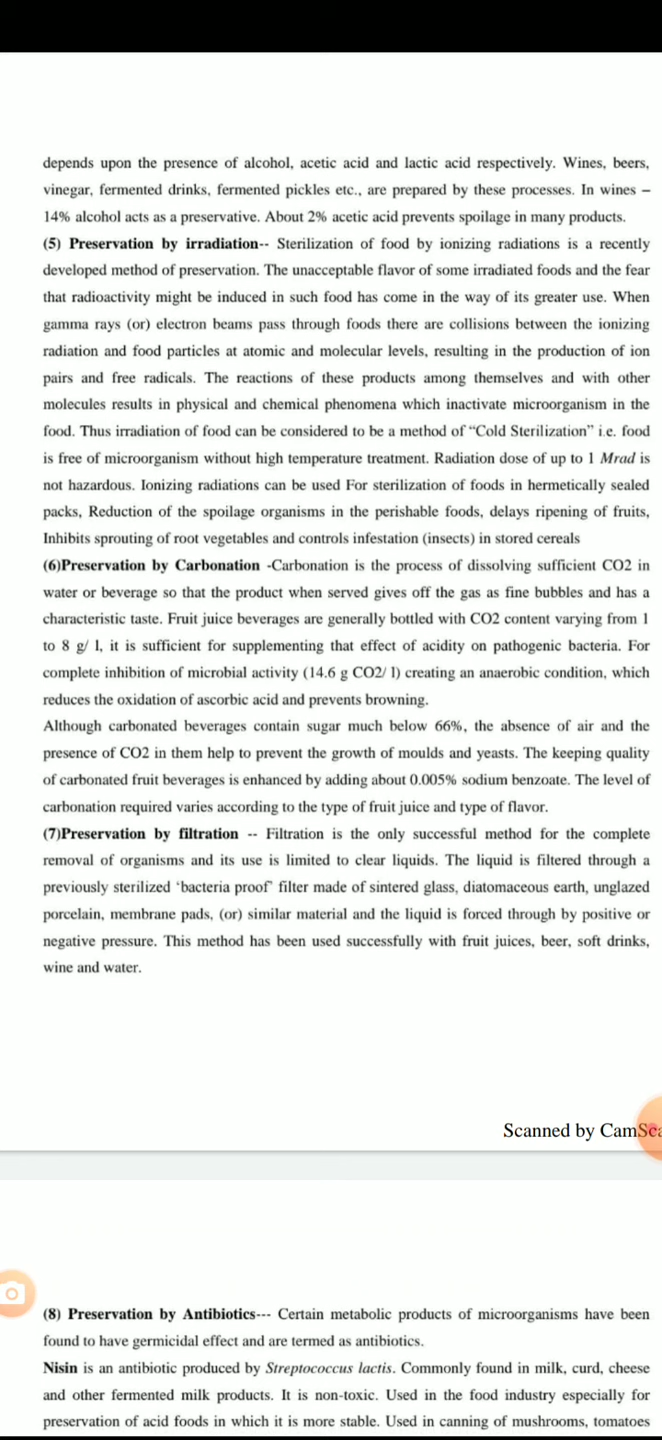 depends upon the presence of alcohol, acetic acid and lactic acid respectively. Wines, beers,
vinegar, fermented drinks, fermented pickles etc., are prepared by these processes. In wines –
14% alcohol acts as a preservative. About 2% acetic acid prevents spoilage in many products.
(5) Preservation by irradiation-- Sterilization of food by ionizing radiations is a recently
developed method of preservation. The unacceptable flavor of some irradiated foods and the fear
that radioactivity might be induced in such food has come in the way of its greater use. When
gamma rays (or) electron beams pass through foods there are collisions between the ionizing
radiation and food particles at atomic and molecular levels, resulting in the production of ion
pairs and free radicals. The reactions of these products among themselves and with other
molecules results in physical and chemical phenomena which inactivate microorganism in the
food. Thus irradiation of food can be considered to be a method of “Cold Sterilization” i.e. food
is free of microorganism without high temperature treatment. Radiation dose of up to 1 Mrad is
not hazardous. Ionizing radiations can be used For sterilization of foods in hermetically sealed
packs, Reduction of the spoilage organisms in the perishable foods, delays ripening of fruits,
Inhibits sprouting of root vegetables and controls infestation (insects) in stored cereals
(6)Preservation by Carbonation -Carbonation is the process of dissolving sufficient CO2 in
water or beverage so that the product when served gives off the gas as fine bubbles and has a
characteristic taste. Fruit juice beverages are generally bottled with CO2 content varying from 1
to 8 g/ l, it is sufficient for supplementing that effect of acidity on pathogenic bacteria. For
complete inhibition of microbial activity (14.6 g CO2/ l) creating an anaerobic condition, which
reduces the oxidation of ascorbic acid and prevents browning.
Although carbonated beverages contain sugar much below 66%, the absence of air and the
presence of CO2 in them help to prevent the growth of moulds and yeasts. The keeping quality
of carbonated fruit beverages is enhanced by adding about 0.005% sodium benzoate. The level of
carbonation required varies according to the type of fruit juice and type of flavor.
(7)Preservation by filtration -- Filtration is the only successful method for the complete
removal of organisms and its use is limited to clear liquids. The liquid is filtered through a
previously sterilized ‘bacteria proof’ filter made of sintered glass, diatomaceous earth, unglazed
porcelain, membrane pads, (or) similar material and the liquid is forced through by positive or
negative pressure. This method has been used successfully with fruit juices, beer, soft drinks,
wine and water.
Scanned by CamSca
(8) Preservation by Antibiotics--- Certain metabolic products of microorganisms have been
found to have germicidal effect and are termed as antibiotics.
Nisin is an antibiotic produced by Streptococcus lactis. Commonly found in milk, curd, cheese
and other fermented milk products. It is non-toxic. Used in the food industry especially for
preservation of acid foods in which it is more stable. Used in canning of mushrooms, tomatoes